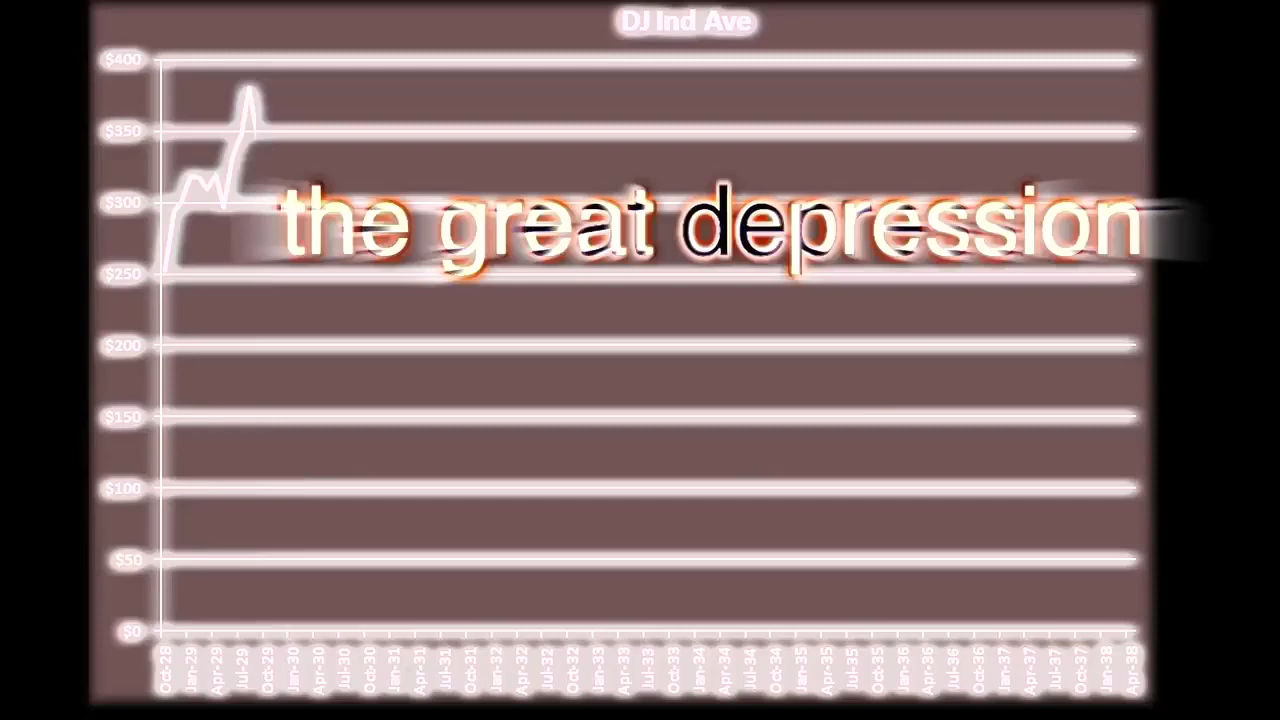 DJ Ind Ave
$400
$350
$300
$250
$200
$150
$100
$50
$0
the great depression
Oct-28
Jan-29
Apr-29
Jul-29
Oct-29
Jan-30
Apr-30
Jul-30
Oct-30
Jan-31
Apr-31
Jul-31
Oct-31
Jan-32
Apr-32
Jul-32
Oct-32
Jan-33
Apr-33
Jul-33
Oct-33
Jan-34
Apr-34
Jul-34
Oct-34
Jan-35
Apr-35
Jul-35
Oct-35
Jan-36
Apr-36
Jul-36
Oct-36
Jan-37
Apr-37
Jul-37
Oct-37
Jan-38
Apr-38